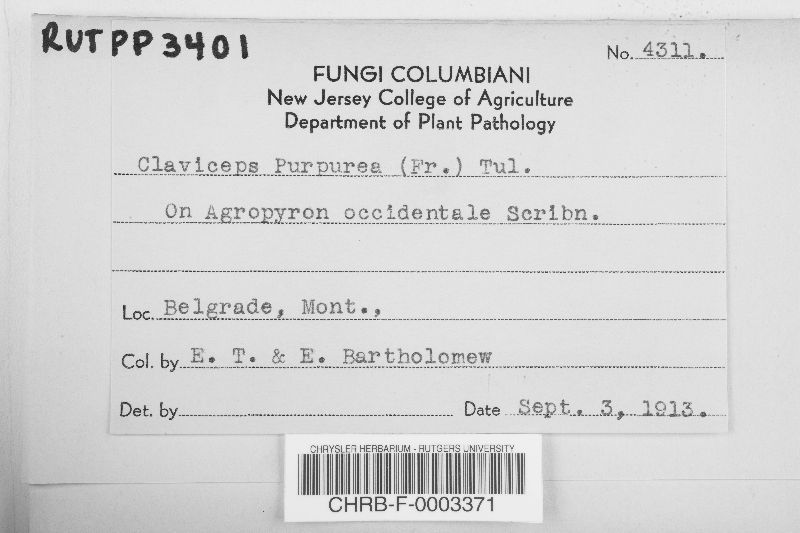 RUTPP3401
No. 4311.
FUNGI COLUMBIANI
New Jersey College of Agriculture
Department of Plant Pathology
Claviceps Purpurea (Fr.) Tul.
On Agropyron occidentale Scribn.
Loc. Belgrade, Mont.,
Col. by E. T. & E. Bartholomew
Det. by Date Sept. 3, 1913.
CHRYSLER HERBARIUM - RUTGERS UNIVERSITY
CHRB-F-0003371